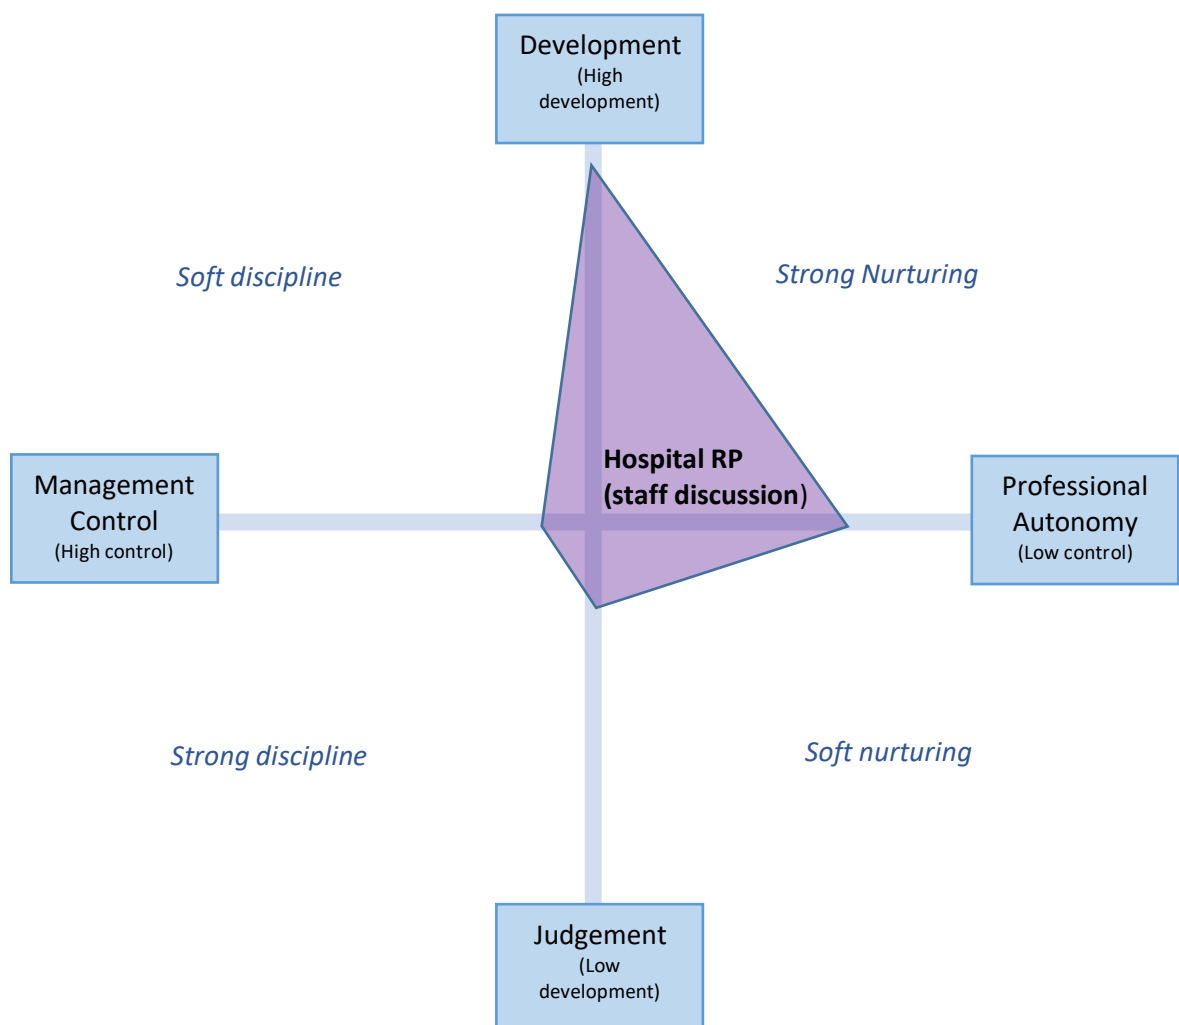 Development
(High
development)
Soft discipline
Strong Nurturing
Hospital RP
(staff discussion)
Management
Control
(High control)
Professional
Autonomy
(Low control)
Strong discipline
Soft nurturing
Judgement
(Low
development)